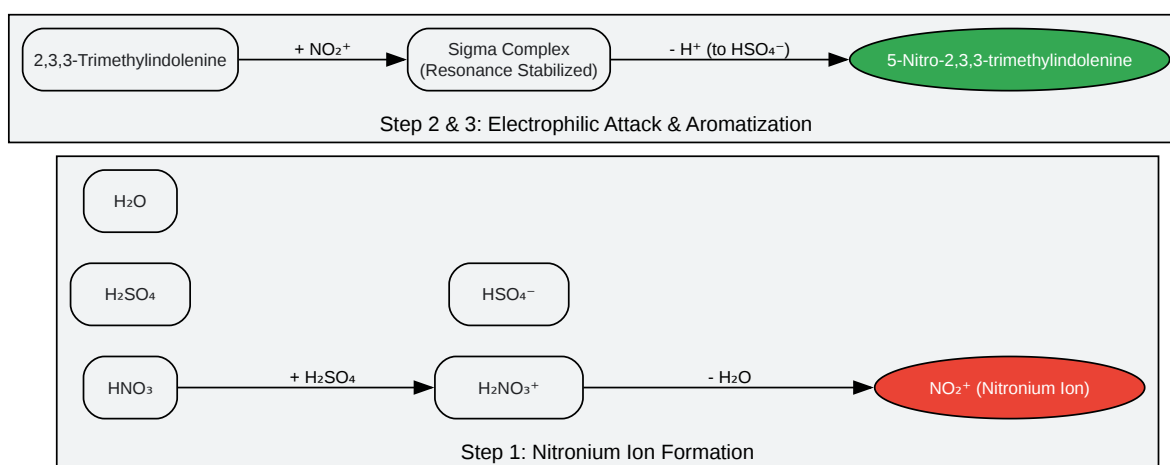 2,3,3-Trimethylindolenine
+ NO₂⁺
Sigma Complex
(Resonance Stabilized)
- H⁺ (to HSO₄⁻)
5-Nitro-2,3,3-trimethylindolenine
Step 2 & 3: Electrophilic Attack & Aromatization
H₂O
H₂SO₄
HSO₄⁻
HNO₃
+ H₂SO₄
H₂NO₃⁺
- H₂O
NO₂⁺ (Nitronium Ion)
Step 1: Nitronium Ion Formation